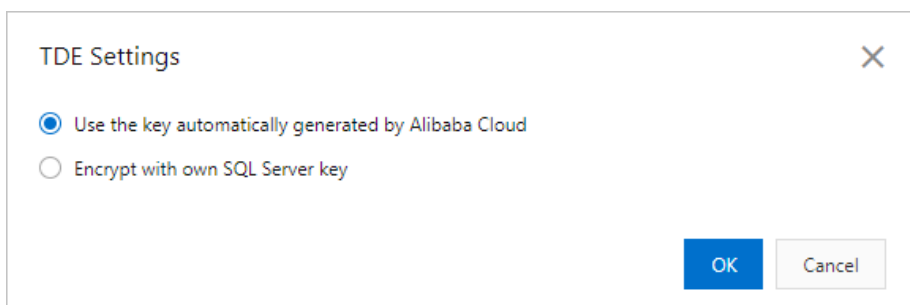 TDE Settings
Use the key automatically generated by Alibaba Cloud
Encrypt with own SQL Server key
OK
Cancel